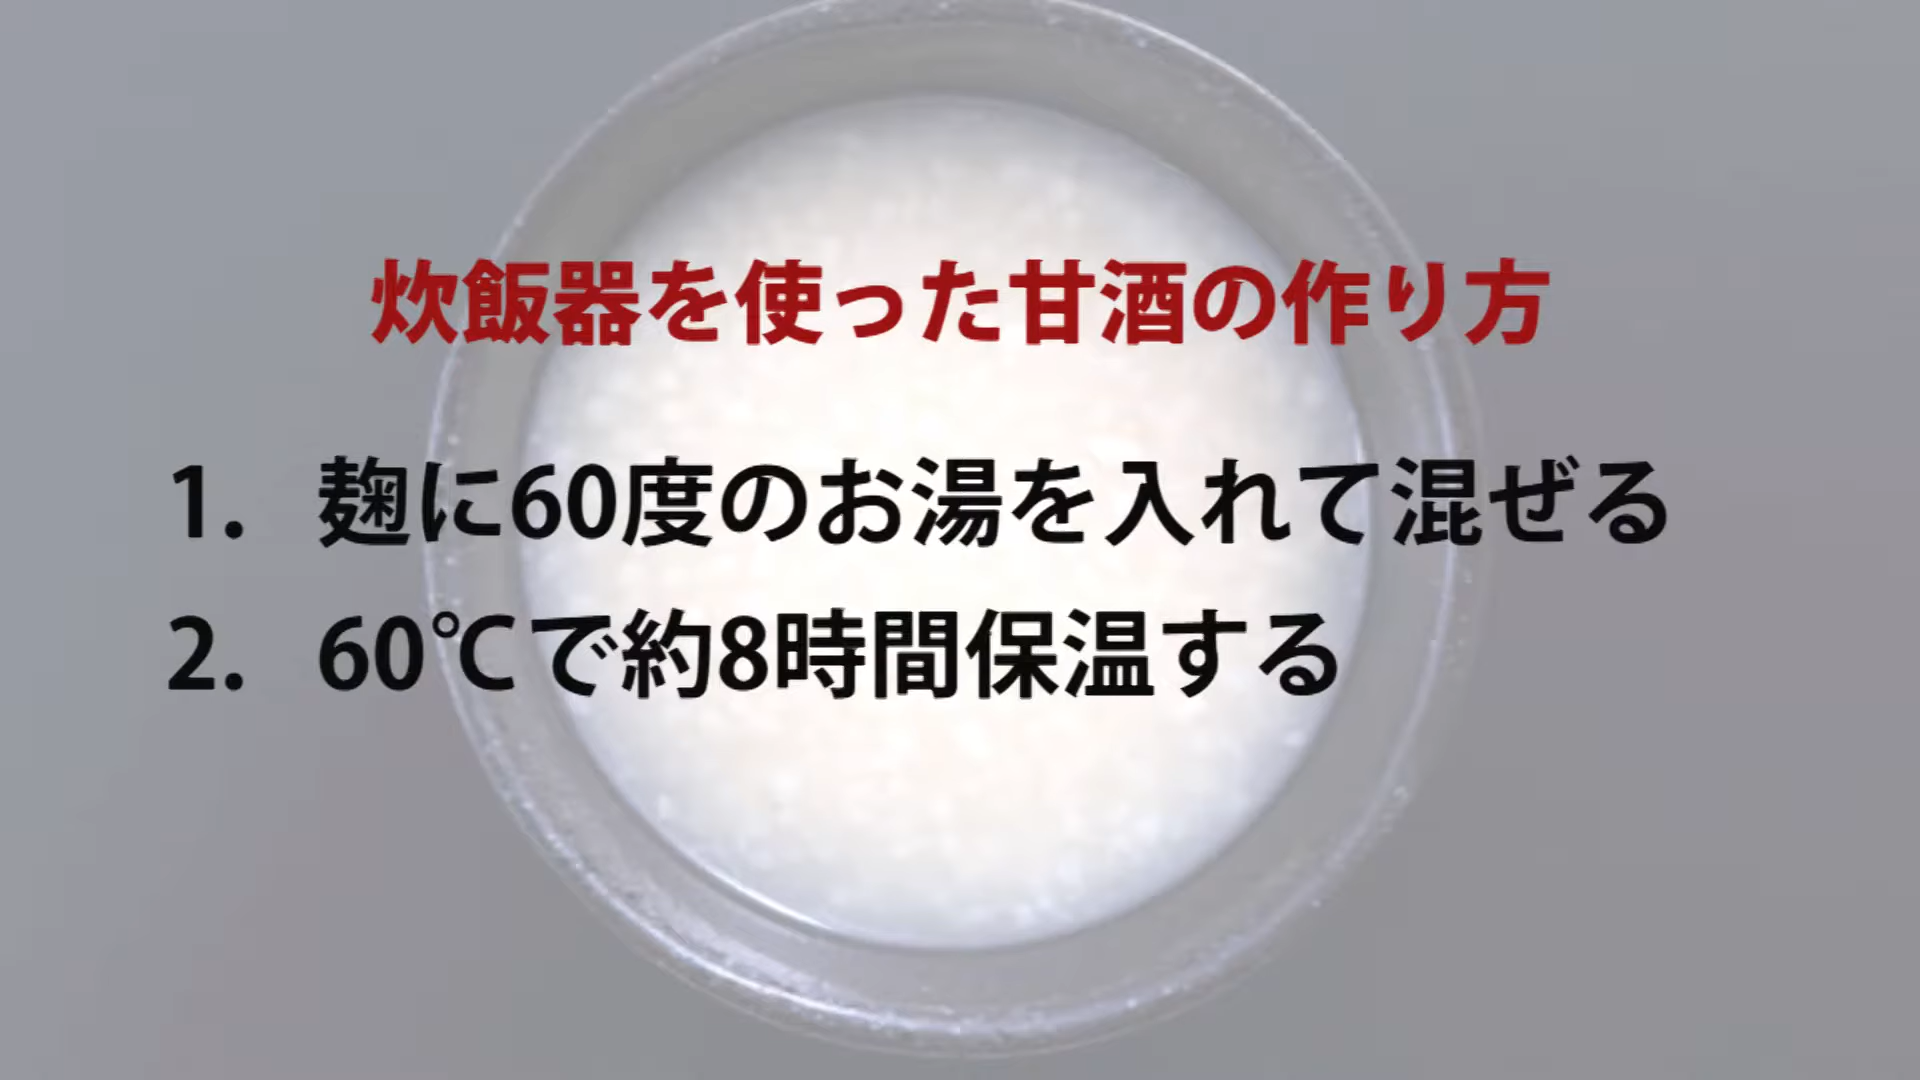 炊飯器を使った甘酒の作り方
1. 麹に60度のお湯を入れて混ぜる
2. 60℃で約8時間保温する